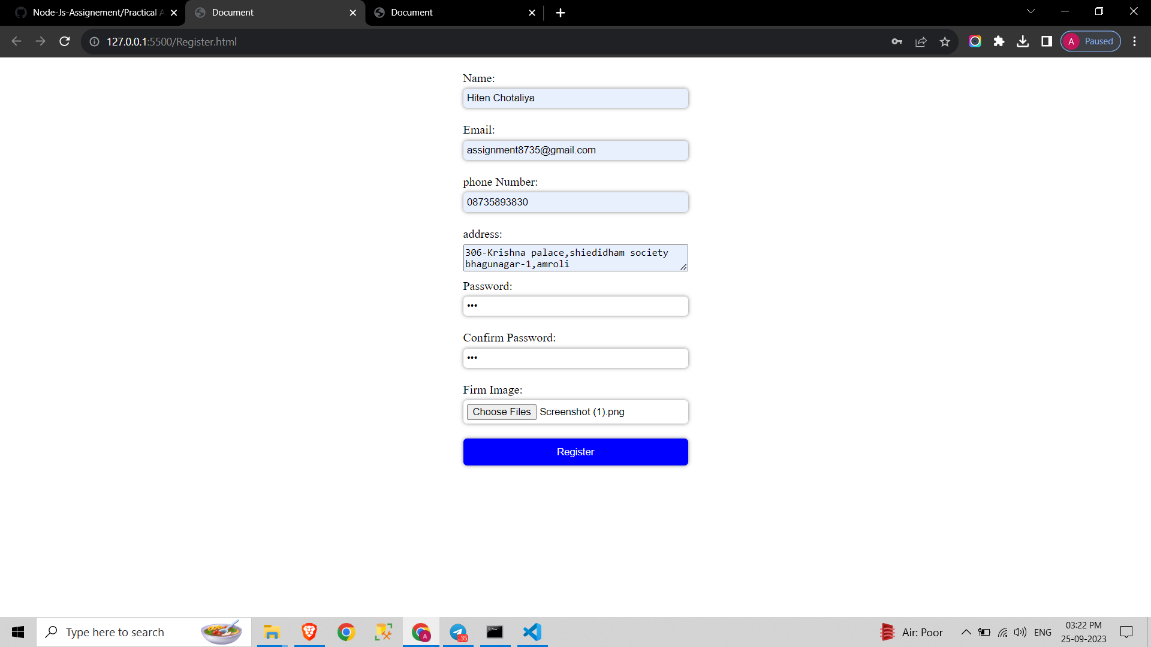 Node-Js-Assignement/Practical A
Document
Document
127.0.0.1:5500/Register.html
A
Paused
Name:
Hiten Chotaliya
Email:
assignment8735@gmail.com
phone Number:
08735893830
address:
306-Krishna palace,shiedidham society
bhagunagar-1,amroli
Password:
•••
Confirm Password:
•••
Firm Image:
Choose Files Screenshot (1).png
Register
Type here to search
Air: Poor
ENG
03:22 PM
25-09-2023